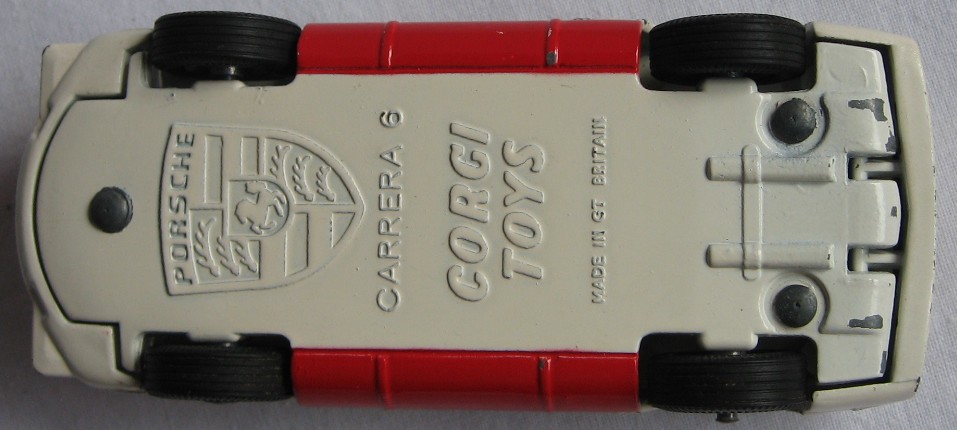 PORSCHE
CARRERA 6
CORGI
TOYS
MADE IN GT BRITAIN